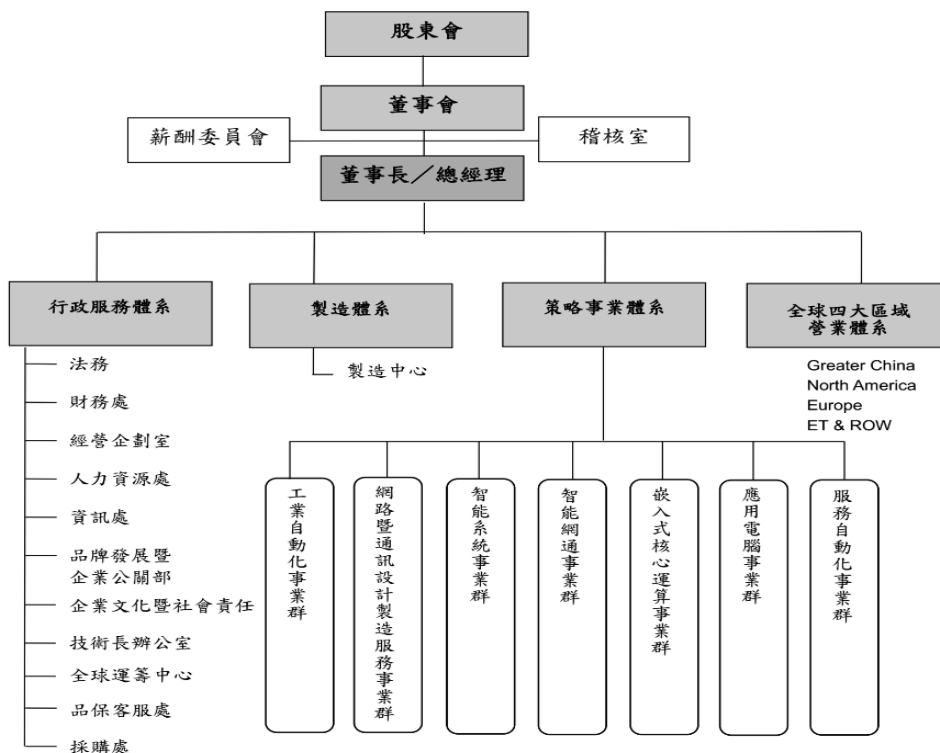 股東會
董事會
薪酬委員會
稽核室
董事長／總經理
行政服務體系
製造體系
策略事業體系
全球四大區域
營業體系
法務
財務處
經營企劃室
人力資源處
資訊處
品牌發展暨
企業公關部
企業文化暨社會責任
技術長辦公室
全球運籌中心
品保客服處
採購處
製造中心
Greater China
North America
Europe
ET & ROW
工業自動化事業群
網路暨通訊設計製造服務事業群
智能系統事業群
智能網通事業群
嵌入式核心運算事業群
應用電腦事業群
服務自動化事業群